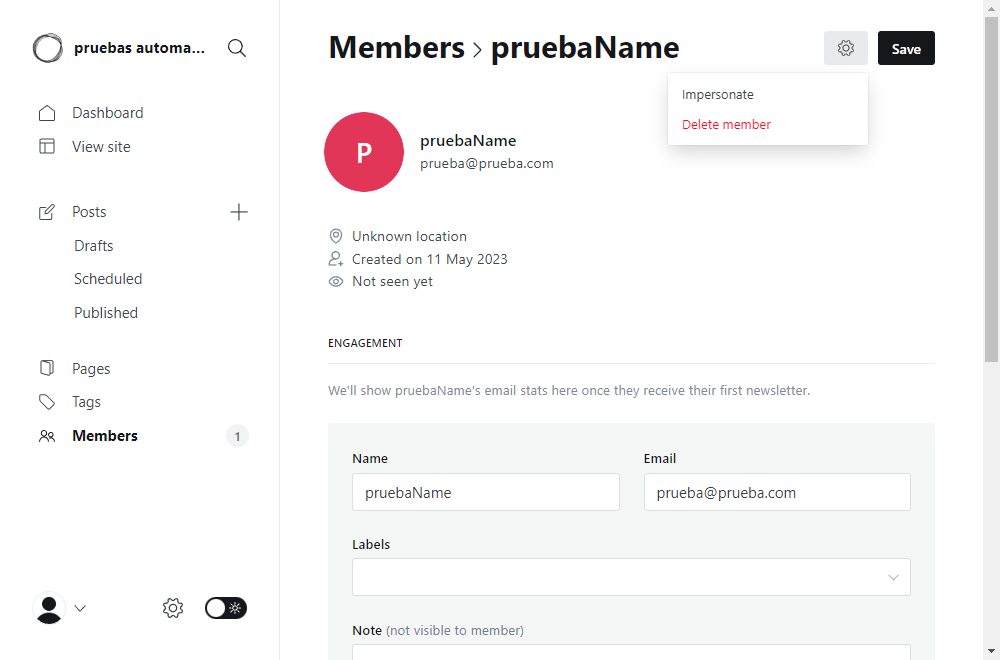 pruebas automa...
Dashboard
View site
Posts
Drafts
Scheduled
Published
Pages
Tags
Members 1
Members > pruebaName
Save
Impersonate
Delete member
P
pruebaName
prueba@prueba.com
Unknown location
Created on 11 May 2023
Not seen yet
ENGAGEMENT
We'll show pruebaName's email stats here once they receive their first newsletter.
Name
pruebaName
Email
prueba@prueba.com
Labels
Note (not visible to member)